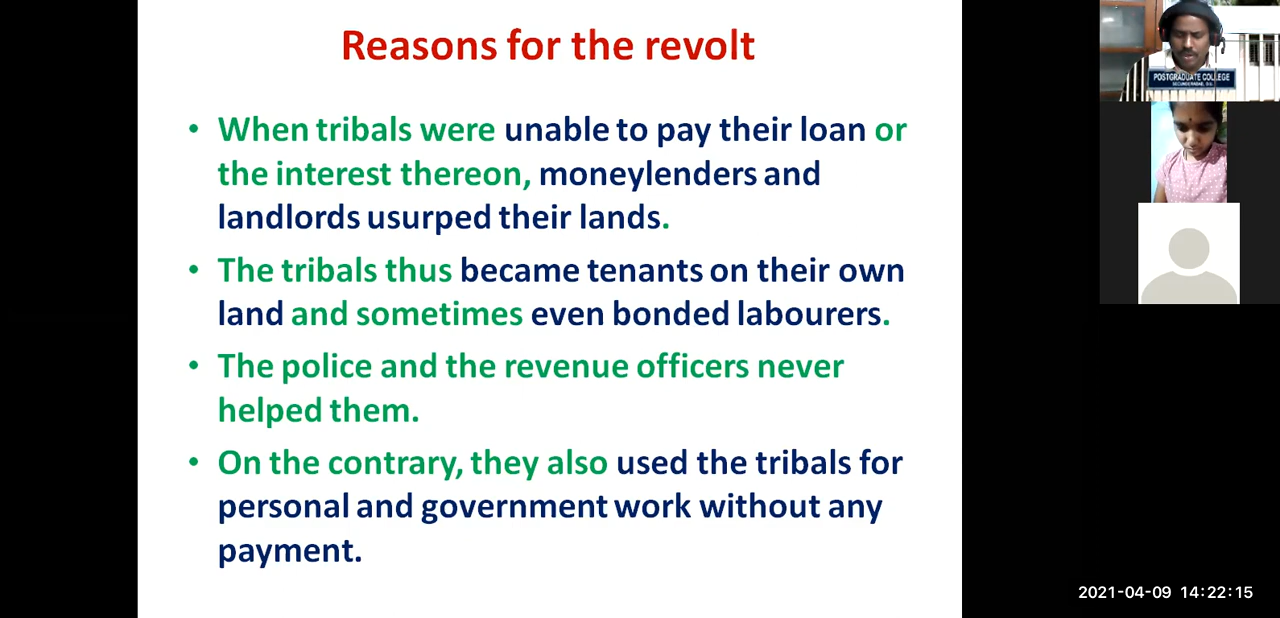 Reasons for the revolt
• When tribals were unable to pay their loan or
the interest thereon, moneylenders and
landlords usurped their lands.
• The tribals thus became tenants on their own
land and sometimes even bonded labourers.
• The police and the revenue officers never
helped them.
• On the contrary, they also used the tribals for
personal and government work without any
payment.
POSTGRADUATE COLLEGE
2021-04-09 14:22:15